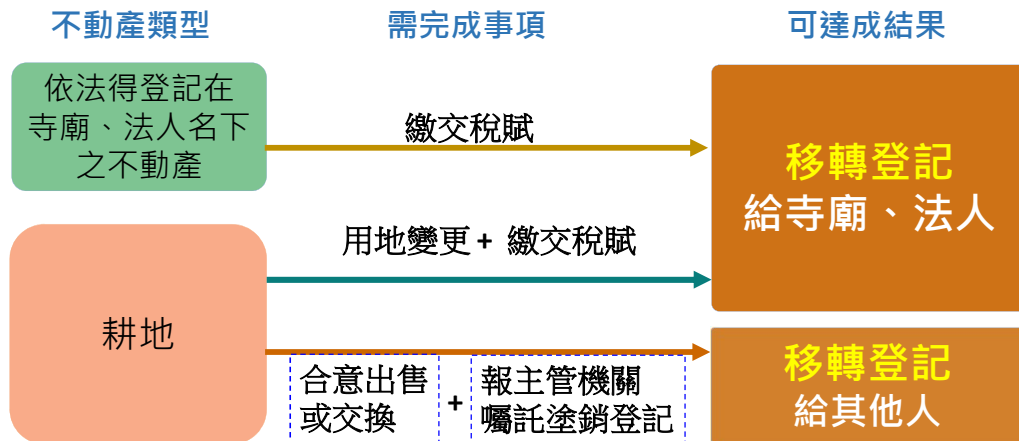 不動產類型
需完成事項
可達成結果
依法得登記在
寺廟、法人名下
之不動產
繳交稅賦
移轉登記
給寺廟、法人
用地變更+ 繳交稅賦
耕地
合意出售
或交換
+
報主管機關
囑託塗銷登記
移轉登記
給其他人